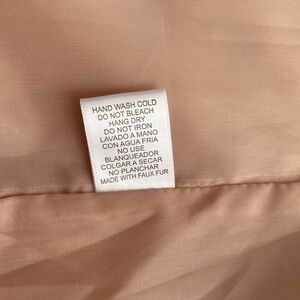 HAND WASH COLD
DO NOT BLEACH
HANG DRY
DO NOT IRON
LAVADO A MANO
CON AGUA FRIA
NO USE
BLANQUEADOR
COLGAR A SECAR
NO PLANCHAR
MADE WITH FAUX FUR